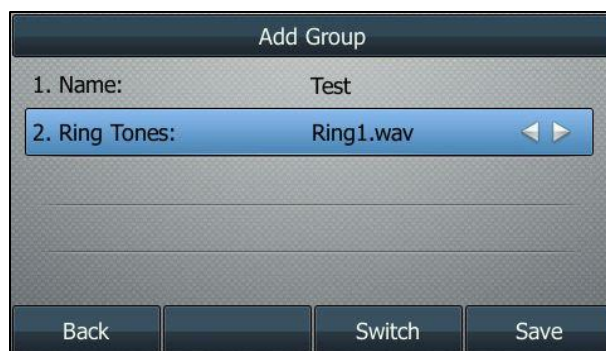 Add Group
1. Name: Test
2. Ring Tones: Ring1.wav
Back Switch Save